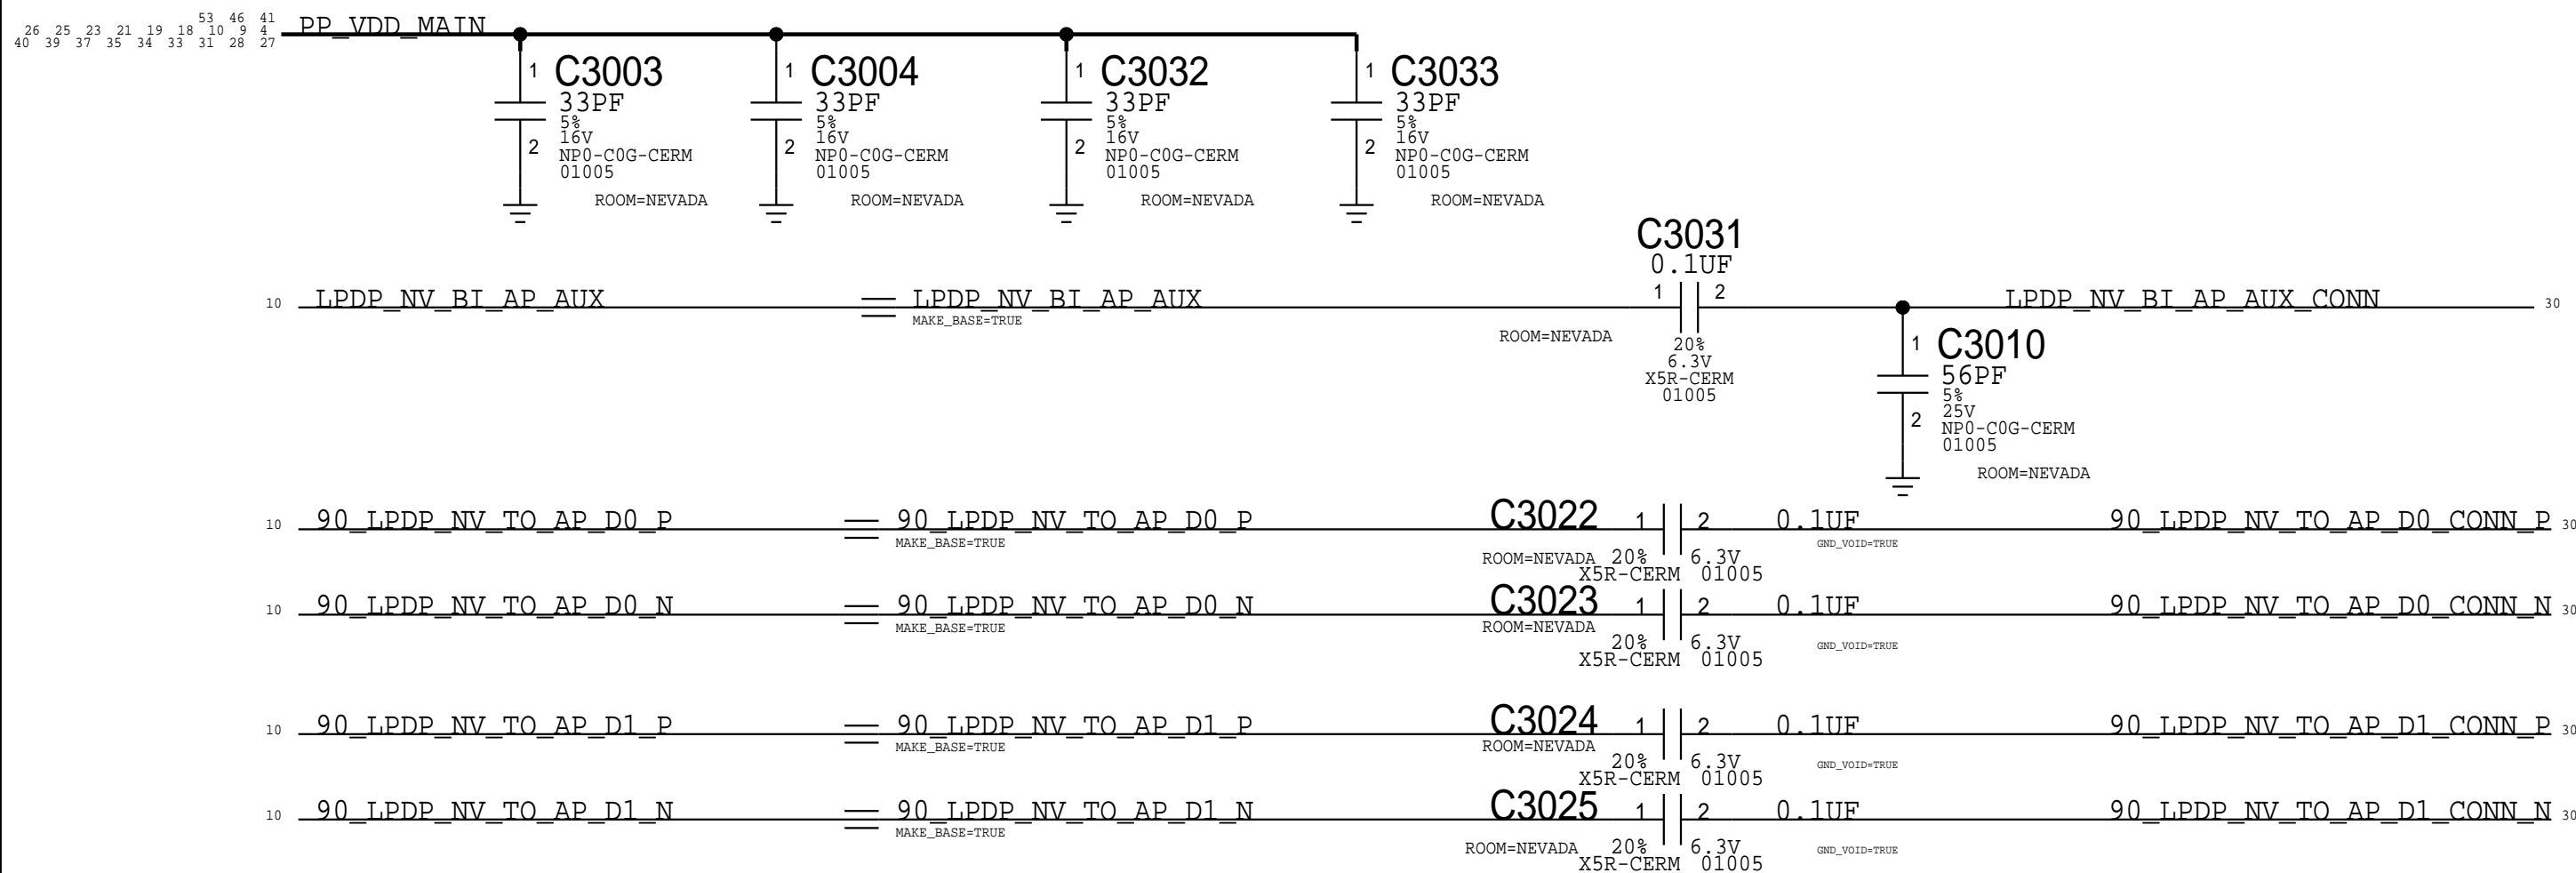 53 46 41
26 25 23 21 19 18 10 9 4
40 39 37 35 34 33 31 28 27
PP_VDD_MAIN
1 C3003
33PF
5%
16V
2 NP0-C0G-CERM
01005
ROOM=NEVADA
1 C3004
33PF
5%
16V
2 NP0-C0G-CERM
01005
ROOM=NEVADA
1 C3032
33PF
5%
16V
2 NP0-C0G-CERM
01005
ROOM=NEVADA
1 C3033
33PF
5%
16V
2 NP0-C0G-CERM
01005
ROOM=NEVADA
C3031
0.1UF
10 LPDP_NV_BI_AP_AUX LPDP_NV_BI_AP_AUX 1 2 LPDP_NV_BI_AP_AUX_CONN 30
MAKE_BASE=TRUE
ROOM=NEVADA
20%
6.3V
X5R-CERM
01005
1 C3010
56PF
5%
25V
2 NP0-C0G-CERM
01005
ROOM=NEVADA
10 90_LPDP_NV_TO_AP_D0_P 90_LPDP_NV_TO_AP_D0_P C3022 1 2 0.1UF 90_LPDP_NV_TO_AP_D0_CONN_P 30
MAKE_BASE=TRUE GND_VOID=TRUE
ROOM=NEVADA 20% 6.3V
X5R-CERM 01005
10 90_LPDP_NV_TO_AP_D0_N 90_LPDP_NV_TO_AP_D0_N C3023 1 2 0.1UF 90_LPDP_NV_TO_AP_D0_CONN_N 30
MAKE_BASE=TRUE ROOM=NEVADA
20% 6.3V GND_VOID=TRUE
X5R-CERM 01005
10 90_LPDP_NV_TO_AP_D1_P 90_LPDP_NV_TO_AP_D1_P C3024 1 2 0.1UF 90_LPDP_NV_TO_AP_D1_CONN_P 30
MAKE_BASE=TRUE ROOM=NEVADA
20% 6.3V GND_VOID=TRUE
X5R-CERM 01005
10 90_LPDP_NV_TO_AP_D1_N 90_LPDP_NV_TO_AP_D1_N C3025 1 2 0.1UF 90_LPDP_NV_TO_AP_D1_CONN_N 30
MAKE_BASE=TRUE
ROOM=NEVADA 20% 6.3V GND_VOID=TRUE
X5R-CERM 01005